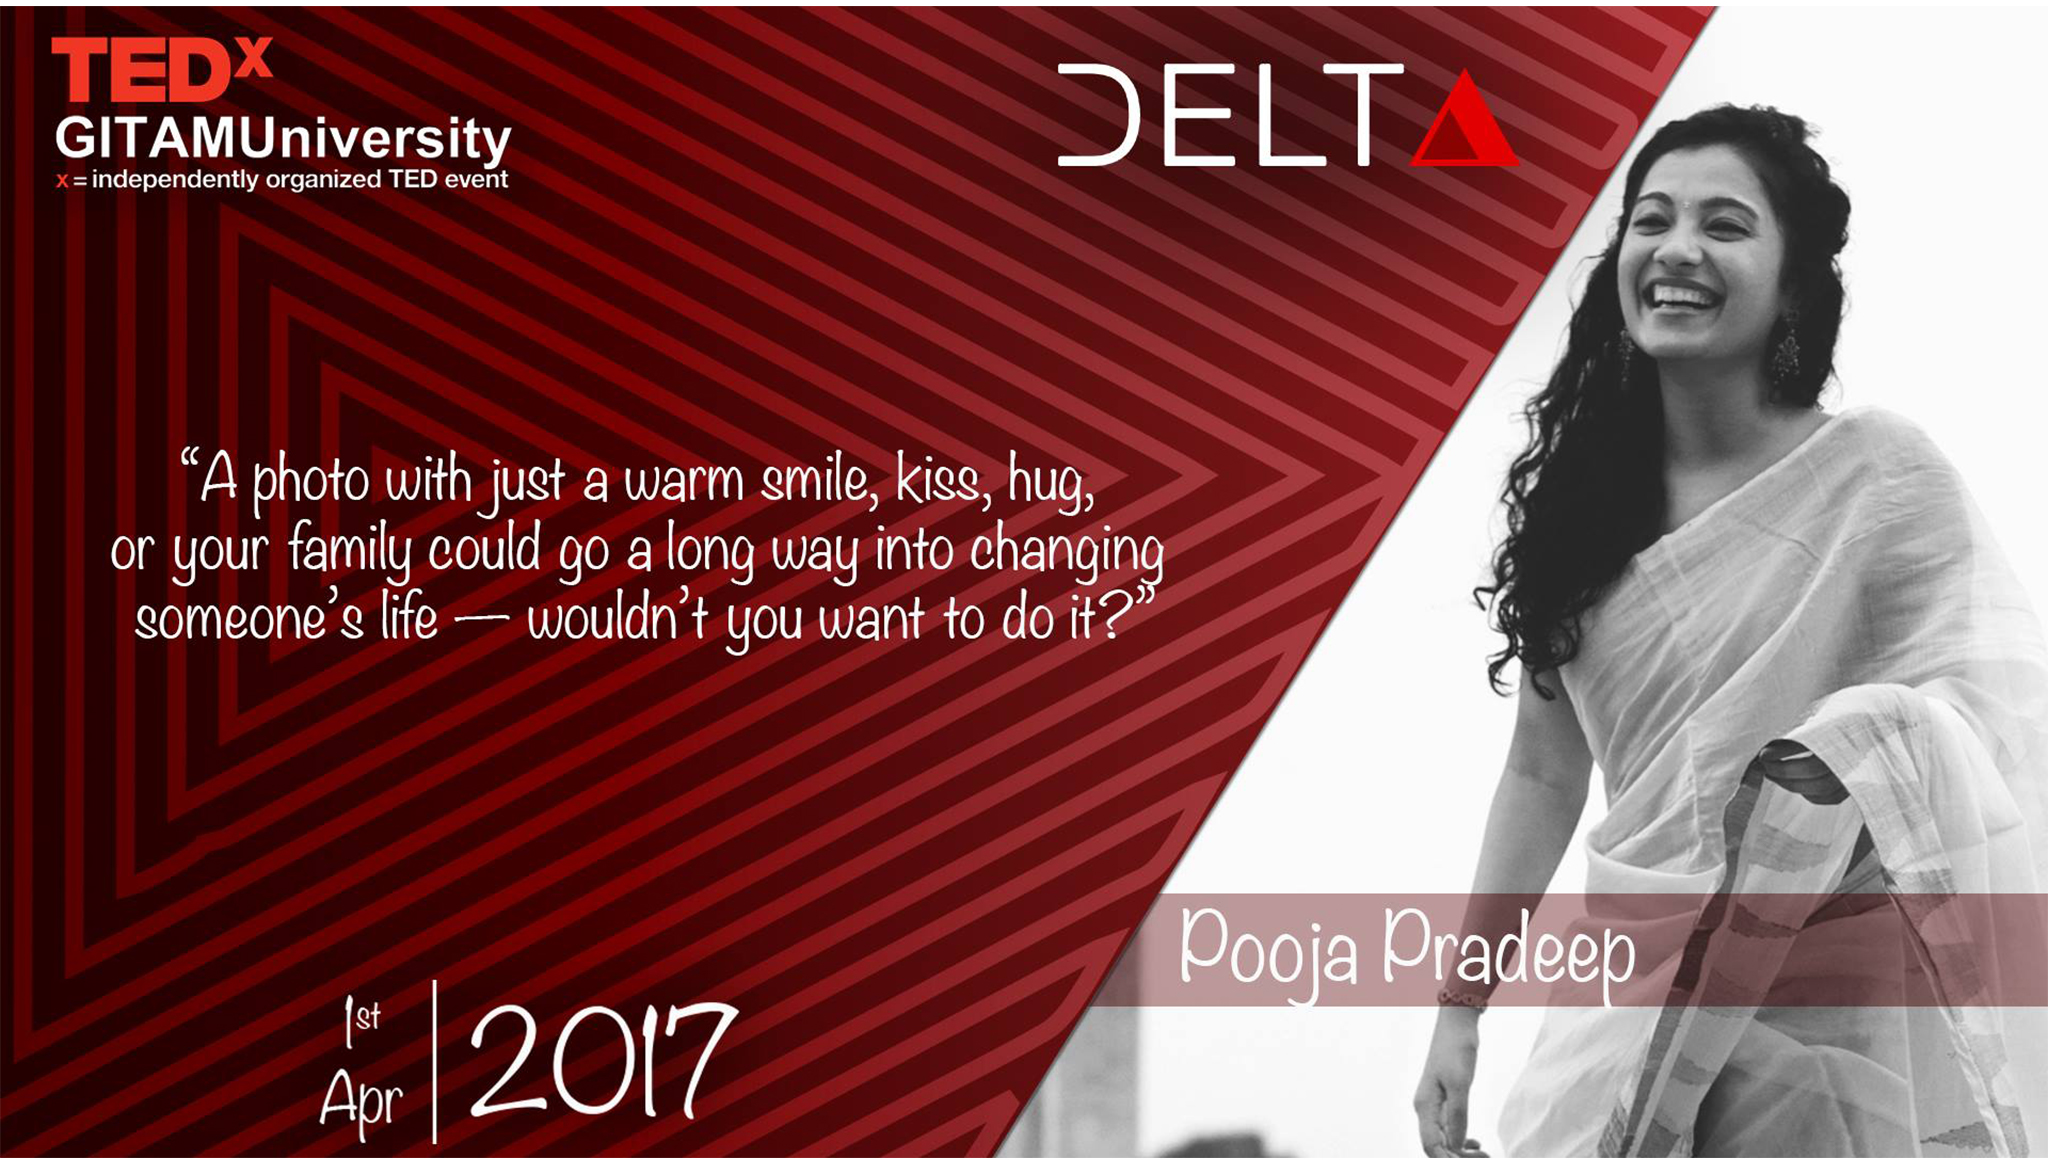 TEDx
GITAMUniversity
x = independently organized TED event
DELTA
“A photo with just a warm smile, kiss, hug,
or your family could go a long way into changing
someone’s life — wouldn’t you want to do it?”
Pooja Pradeep
1st
Apr
2017